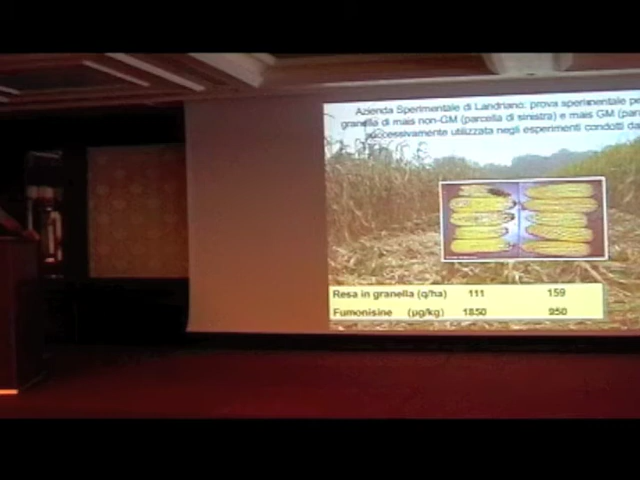 Azienda Sperimentale di Landriano: prova sperimentale pe
granella di mais non-GM (parcella di sinistra) e mais GM (par
successivamente utilizzata negli esperimenti condotti da
Resa in granella (q/ha) 111 159
Fumonisine (µg/kg) 1850 950